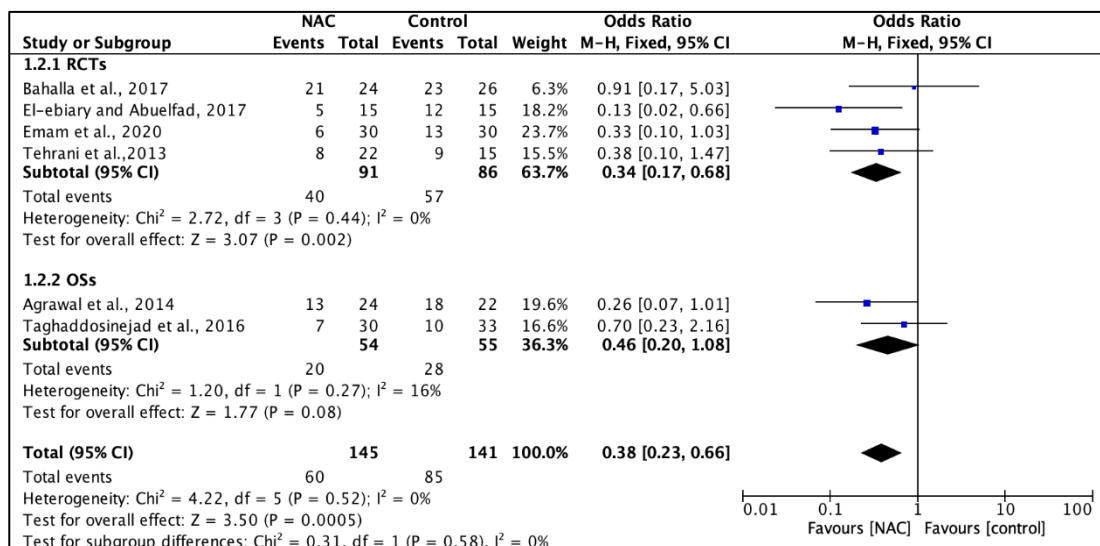 NAC Control Odds Ratio Odds Ratio
Study or Subgroup Events Total Events Total Weight M-H, Fixed, 95% CI M-H, Fixed, 95% CI
1.2.1 RCTs
Bahalla et al., 2017 21 24 23 26 6.3% 0.91 [0.17, 5.03]
El-ebiary and Abuelfad, 2017 5 15 12 15 18.2% 0.13 [0.02, 0.66]
Emam et al., 2020 6 30 13 30 23.7% 0.33 [0.10, 1.03]
Tehrani et al.,2013 8 22 9 15 15.5% 0.38 [0.10, 1.47]
Subtotal (95% CI) 91 86 63.7% 0.34 [0.17, 0.68]
Total events 40 57
Heterogeneity: Chi² = 2.72, df = 3 (P = 0.44); I² = 0%
Test for overall effect: Z = 3.07 (P = 0.002)
1.2.2 OSs
Agrawal et al., 2014 13 24 18 22 19.6% 0.26 [0.07, 1.01]
Taghaddosinejad et al., 2016 7 30 10 33 16.6% 0.70 [0.23, 2.16]
Subtotal (95% CI) 54 55 36.3% 0.46 [0.20, 1.08]
Total events 20 28
Heterogeneity: Chi² = 1.20, df = 1 (P = 0.27); I² = 16%
Test for overall effect: Z = 1.77 (P = 0.08)
Total (95% CI) 145 141 100.0% 0.38 [0.23, 0.66]
Total events 60 85
Heterogeneity: Chi² = 4.22, df = 5 (P = 0.52); I² = 0%
Test for overall effect: Z = 3.50 (P = 0.0005)
Test for subgroup differences: Chi² = 0.31, df = 1 (P = 0.58), I² = 0%
0.01 0.1 1 10 100
Favours [NAC] Favours [control]